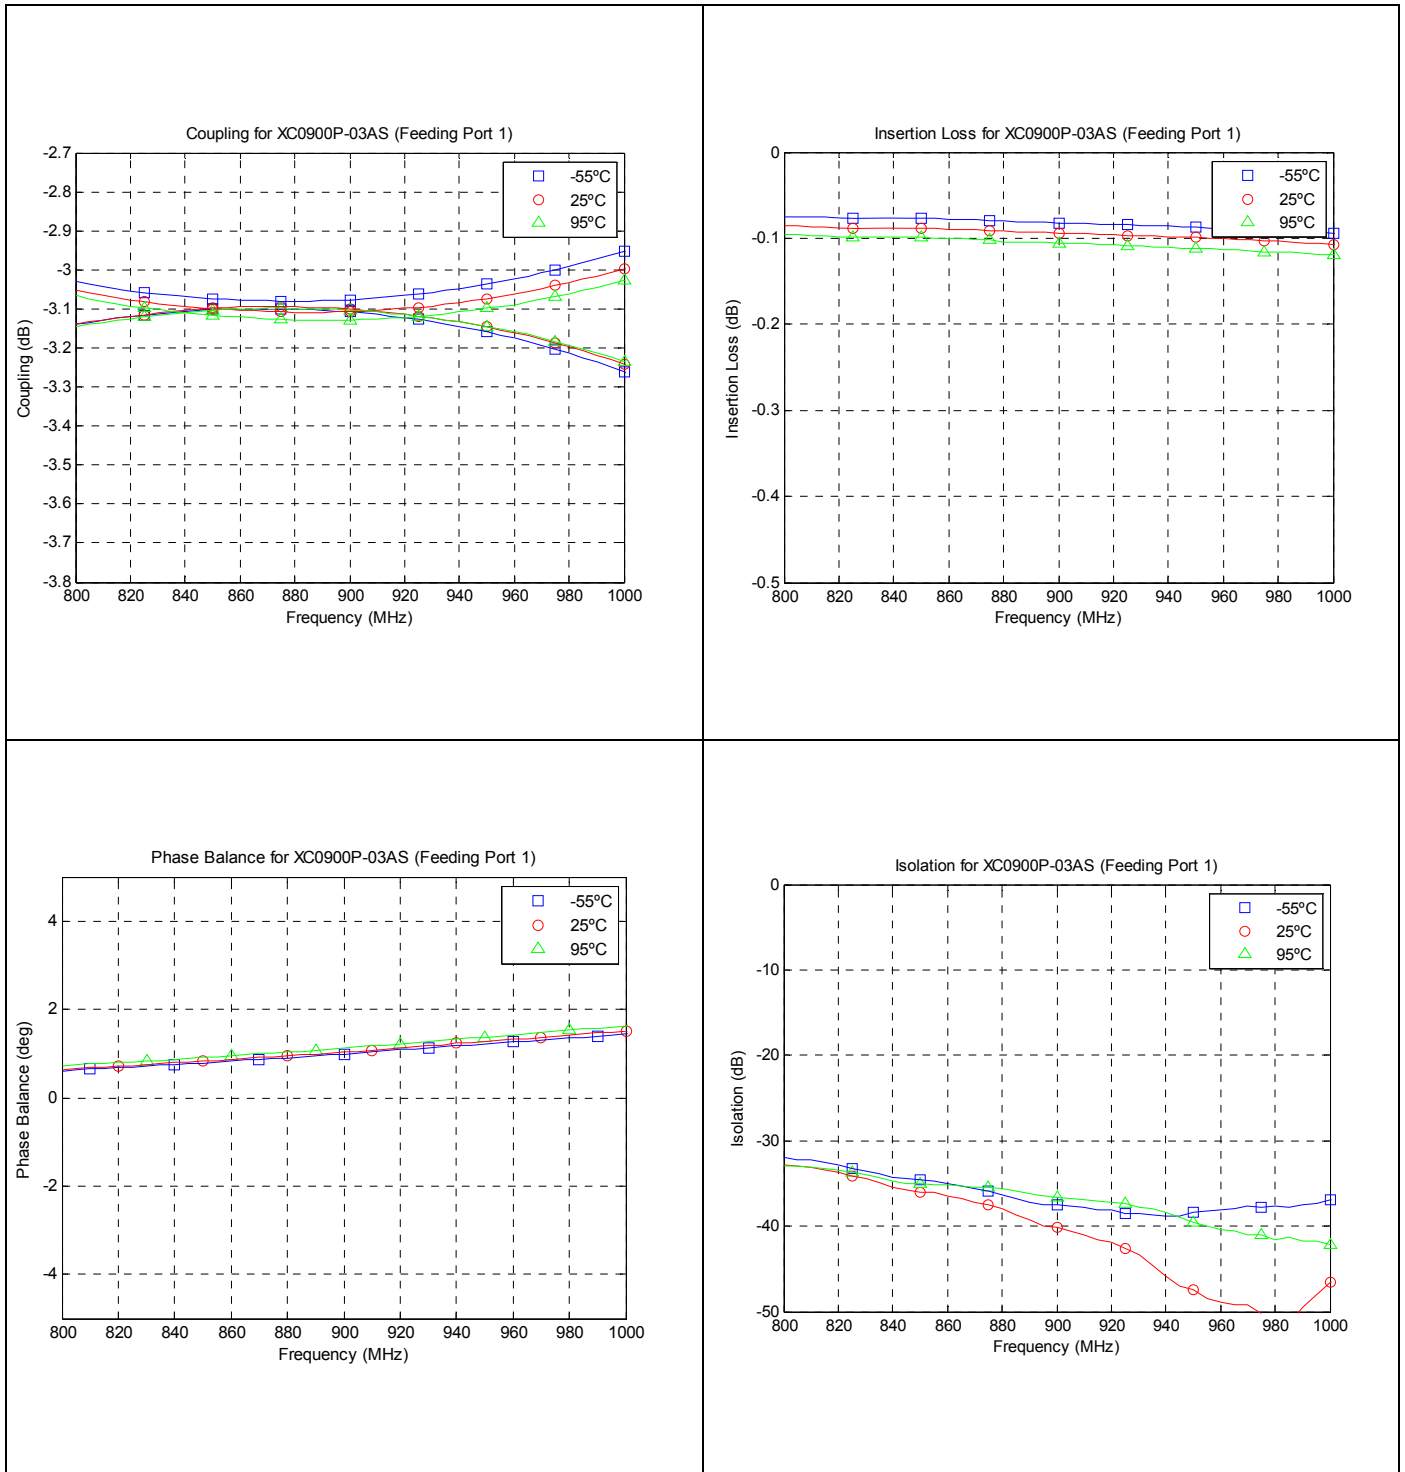 Coupling for XC0900P-03AS (Feeding Port 1)
-2.7
-2.8
-2.9
-3
-3.1
-3.2
-3.3
-3.4
-3.5
-3.6
-3.7
-3.8
Coupling (dB)
-55ºC
25ºC
95ºC
800 820 840 860 880 900 920 940 960 980 1000
Frequency (MHz)
Insertion Loss for XC0900P-03AS (Feeding Port 1)
0
-0.1
-0.2
-0.3
-0.4
-0.5
Insertion Loss (dB)
-55ºC
25ºC
95ºC
800 820 840 860 880 900 920 940 960 980 1000
Frequency (MHz)
Phase Balance for XC0900P-03AS (Feeding Port 1)
4
2
0
-2
-4
Phase Balance (deg)
-55ºC
25ºC
95ºC
800 820 840 860 880 900 920 940 960 980 1000
Frequency (MHz)
Isolation for XC0900P-03AS (Feeding Port 1)
0
-10
-20
-30
-40
-50
Isolation (dB)
-55ºC
25ºC
95ºC
800 820 840 860 880 900 920 940 960 980 1000
Frequency (MHz)